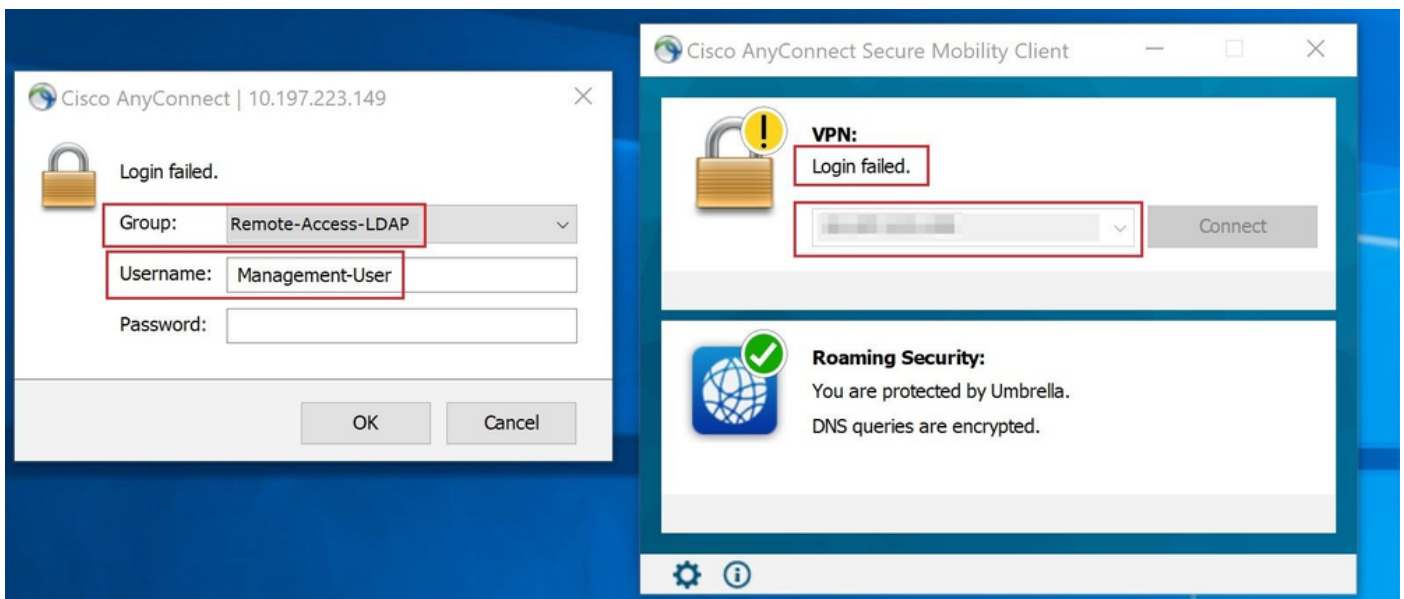 Cisco AnyConnect | 10.197.223.149
Login failed.
Group: Remote-Access-LDAP
Username: Management-User
Password:
OK Cancel
Cisco AnyConnect Secure Mobility Client
VPN:
Login failed.
Connect
Roaming Security:
You are protected by Umbrella.
DNS queries are encrypted.